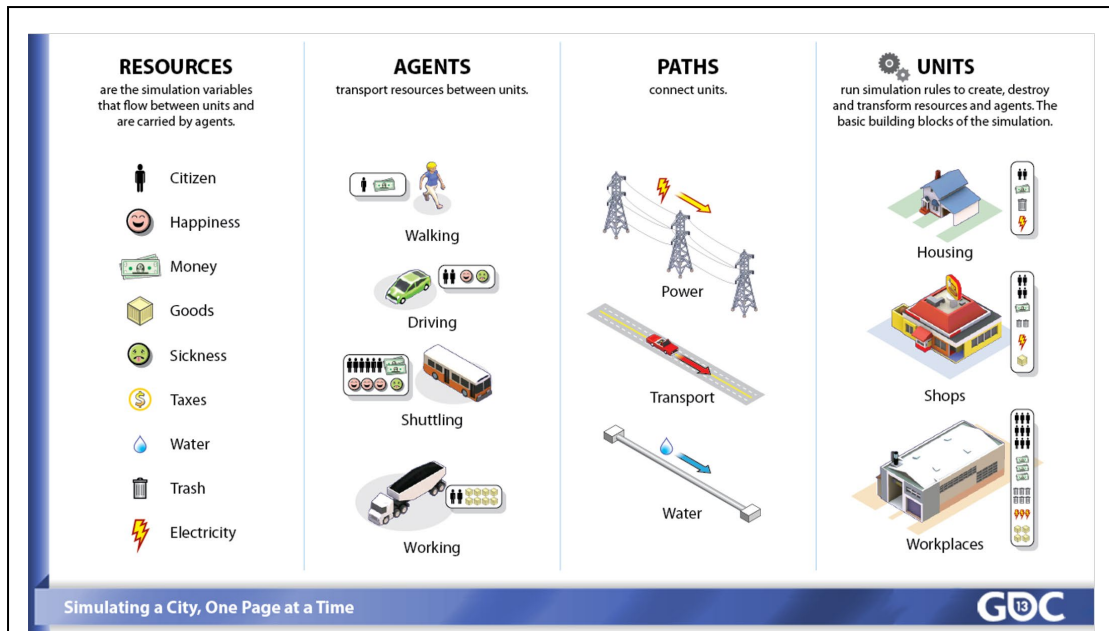 RESOURCES
are the simulation variables
that flow between units and
are carried by agents.
Citizen
Happiness
Money
Goods
Sickness
Taxes
Water
Trash
Electricity
AGENTS
transport resources between units.
Walking
Driving
Shuttling
Working
PATHS
connect units.
Power
Transport
Water
UNITS
run simulation rules to create, destroy
and transform resources and agents. The
basic building blocks of the simulation.
Housing
Shops
Workplaces
Simulating a City, One Page at a Time
GDC
13